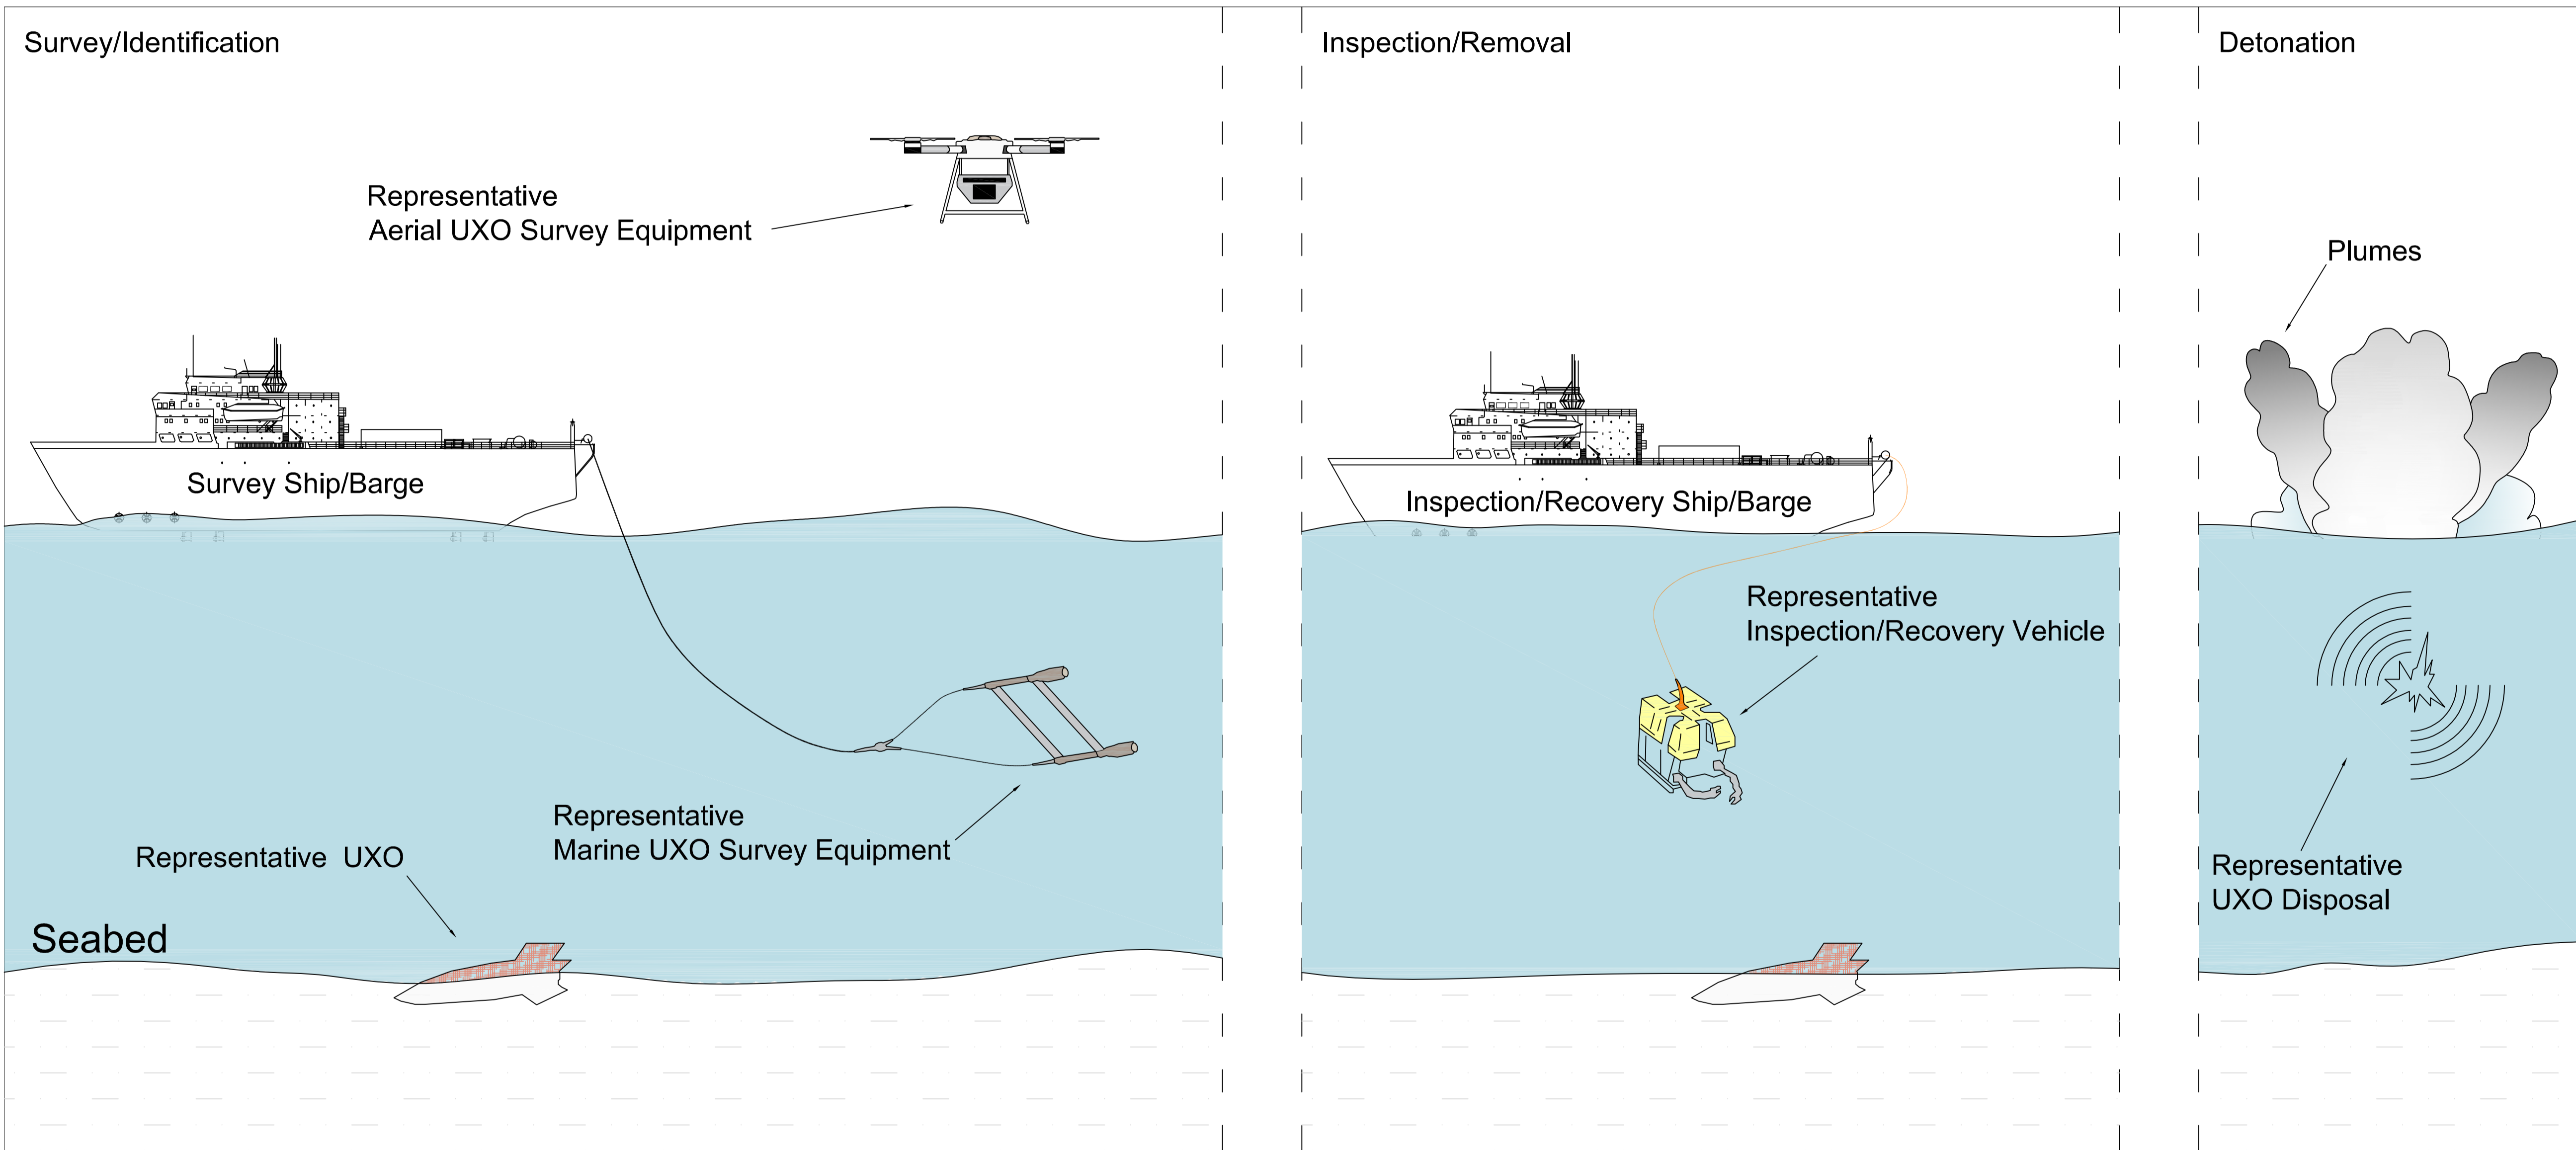 Survey/Identification
Representative
Aerial UXO Survey Equipment
Survey Ship/Barge
Representative
Marine UXO Survey Equipment
Representative  UXO
Seabed
Inspection/Removal
Inspection/Recovery Ship/Barge
Representative
Inspection/Recovery Vehicle
Detonation
Plumes
Representative
UXO Disposal